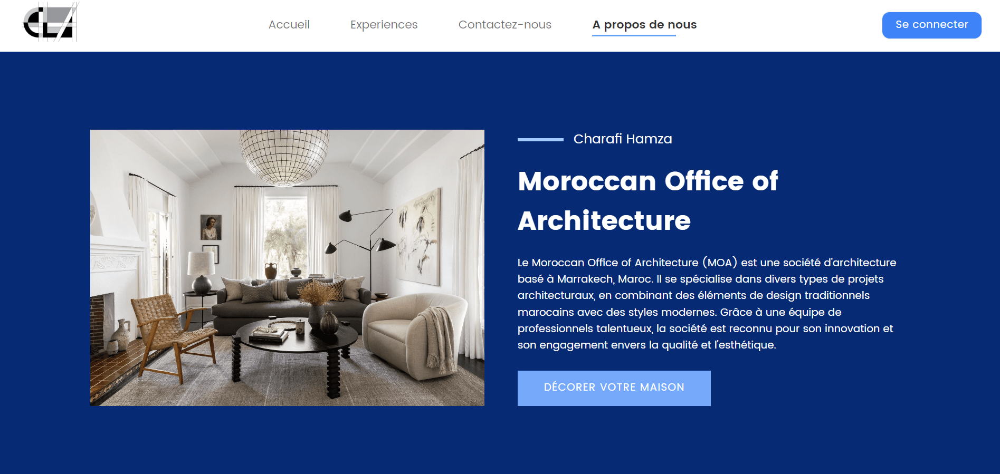 Accueil
Experiences
Contactez-nous
A propos de nous
Se connecter
Charafi Hamza
Moroccan Office of
Architecture
Le Moroccan Office of Architecture (MOA) est une société d'architecture
basé à Marrakech, Maroc. Il se spécialise dans divers types de projets
architecturaux, en combinant des éléments de design traditionnels
marocains avec des styles modernes. Grâce à une équipe de
professionnels talentueux, la société est reconnu pour son innovation et
son engagement envers la qualité et l'esthétique.
DÉCORER VOTRE MAISON